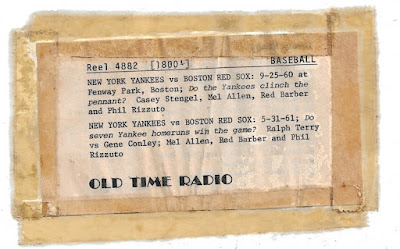 Reel 4882 [1800L] BASEBALL
NEW YORK YANKEES vs BOSTON RED SOX: 9-25-60 at
Fenway Park, Boston; Do the Yankees clinch the
pennant? Casey Stengel, Mel Allen, Red Barber
and Phil Rizzuto
NEW YORK YANKEES vs BOSTON RED SOX: 5-31-61; Do
seven Yankee homeruns win the game? Ralph Terry
vs Gene Conley; Mel Allen, Red Barber and Phil
Rizzuto
OLD TIME RADIO